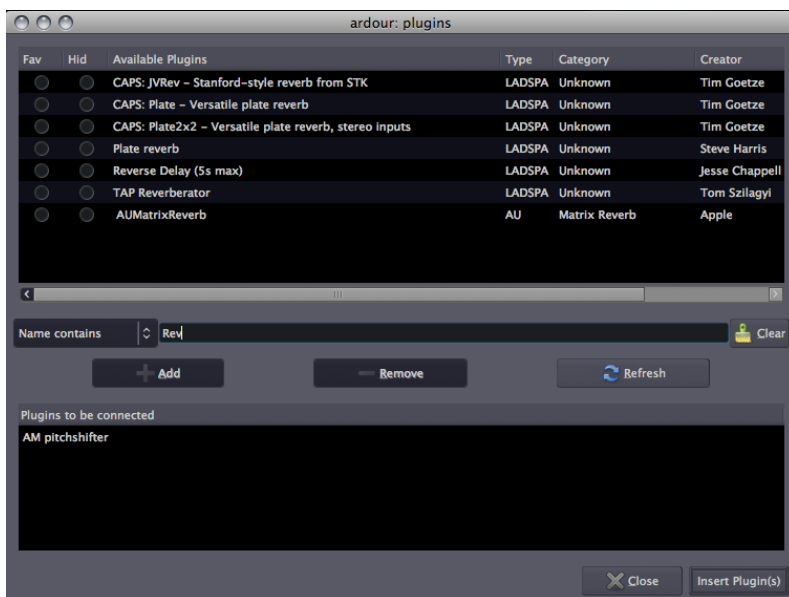 ardour: plugins
Fav Hid Available Plugins Type Category Creator
CAPS: JVRev – Stanford-style reverb from STK LADSPA Unknown Tim Goetze
CAPS: Plate – Versatile plate reverb LADSPA Unknown Tim Goetze
CAPS: Plate2x2 – Versatile plate reverb, stereo inputs LADSPA Unknown Tim Goetze
Plate reverb LADSPA Unknown Steve Harris
Reverse Delay (5s max) LADSPA Unknown Jesse Chappell
TAP Reverberator LADSPA Unknown Tom Szilagyi
AUMatrixReverb AU Matrix Reverb Apple
Name contains Rev Clear
Add Remove Refresh
Plugins to be connected
AM pitchshifter
Close Insert Plugin(s)